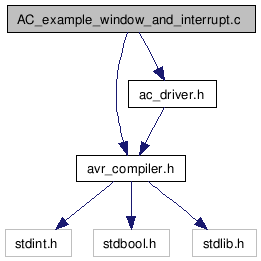 AC_example_window_and_interrupt.c
ac_driver.h
avr_compiler.h
stdint.h
stdbool.h
stdlib.h